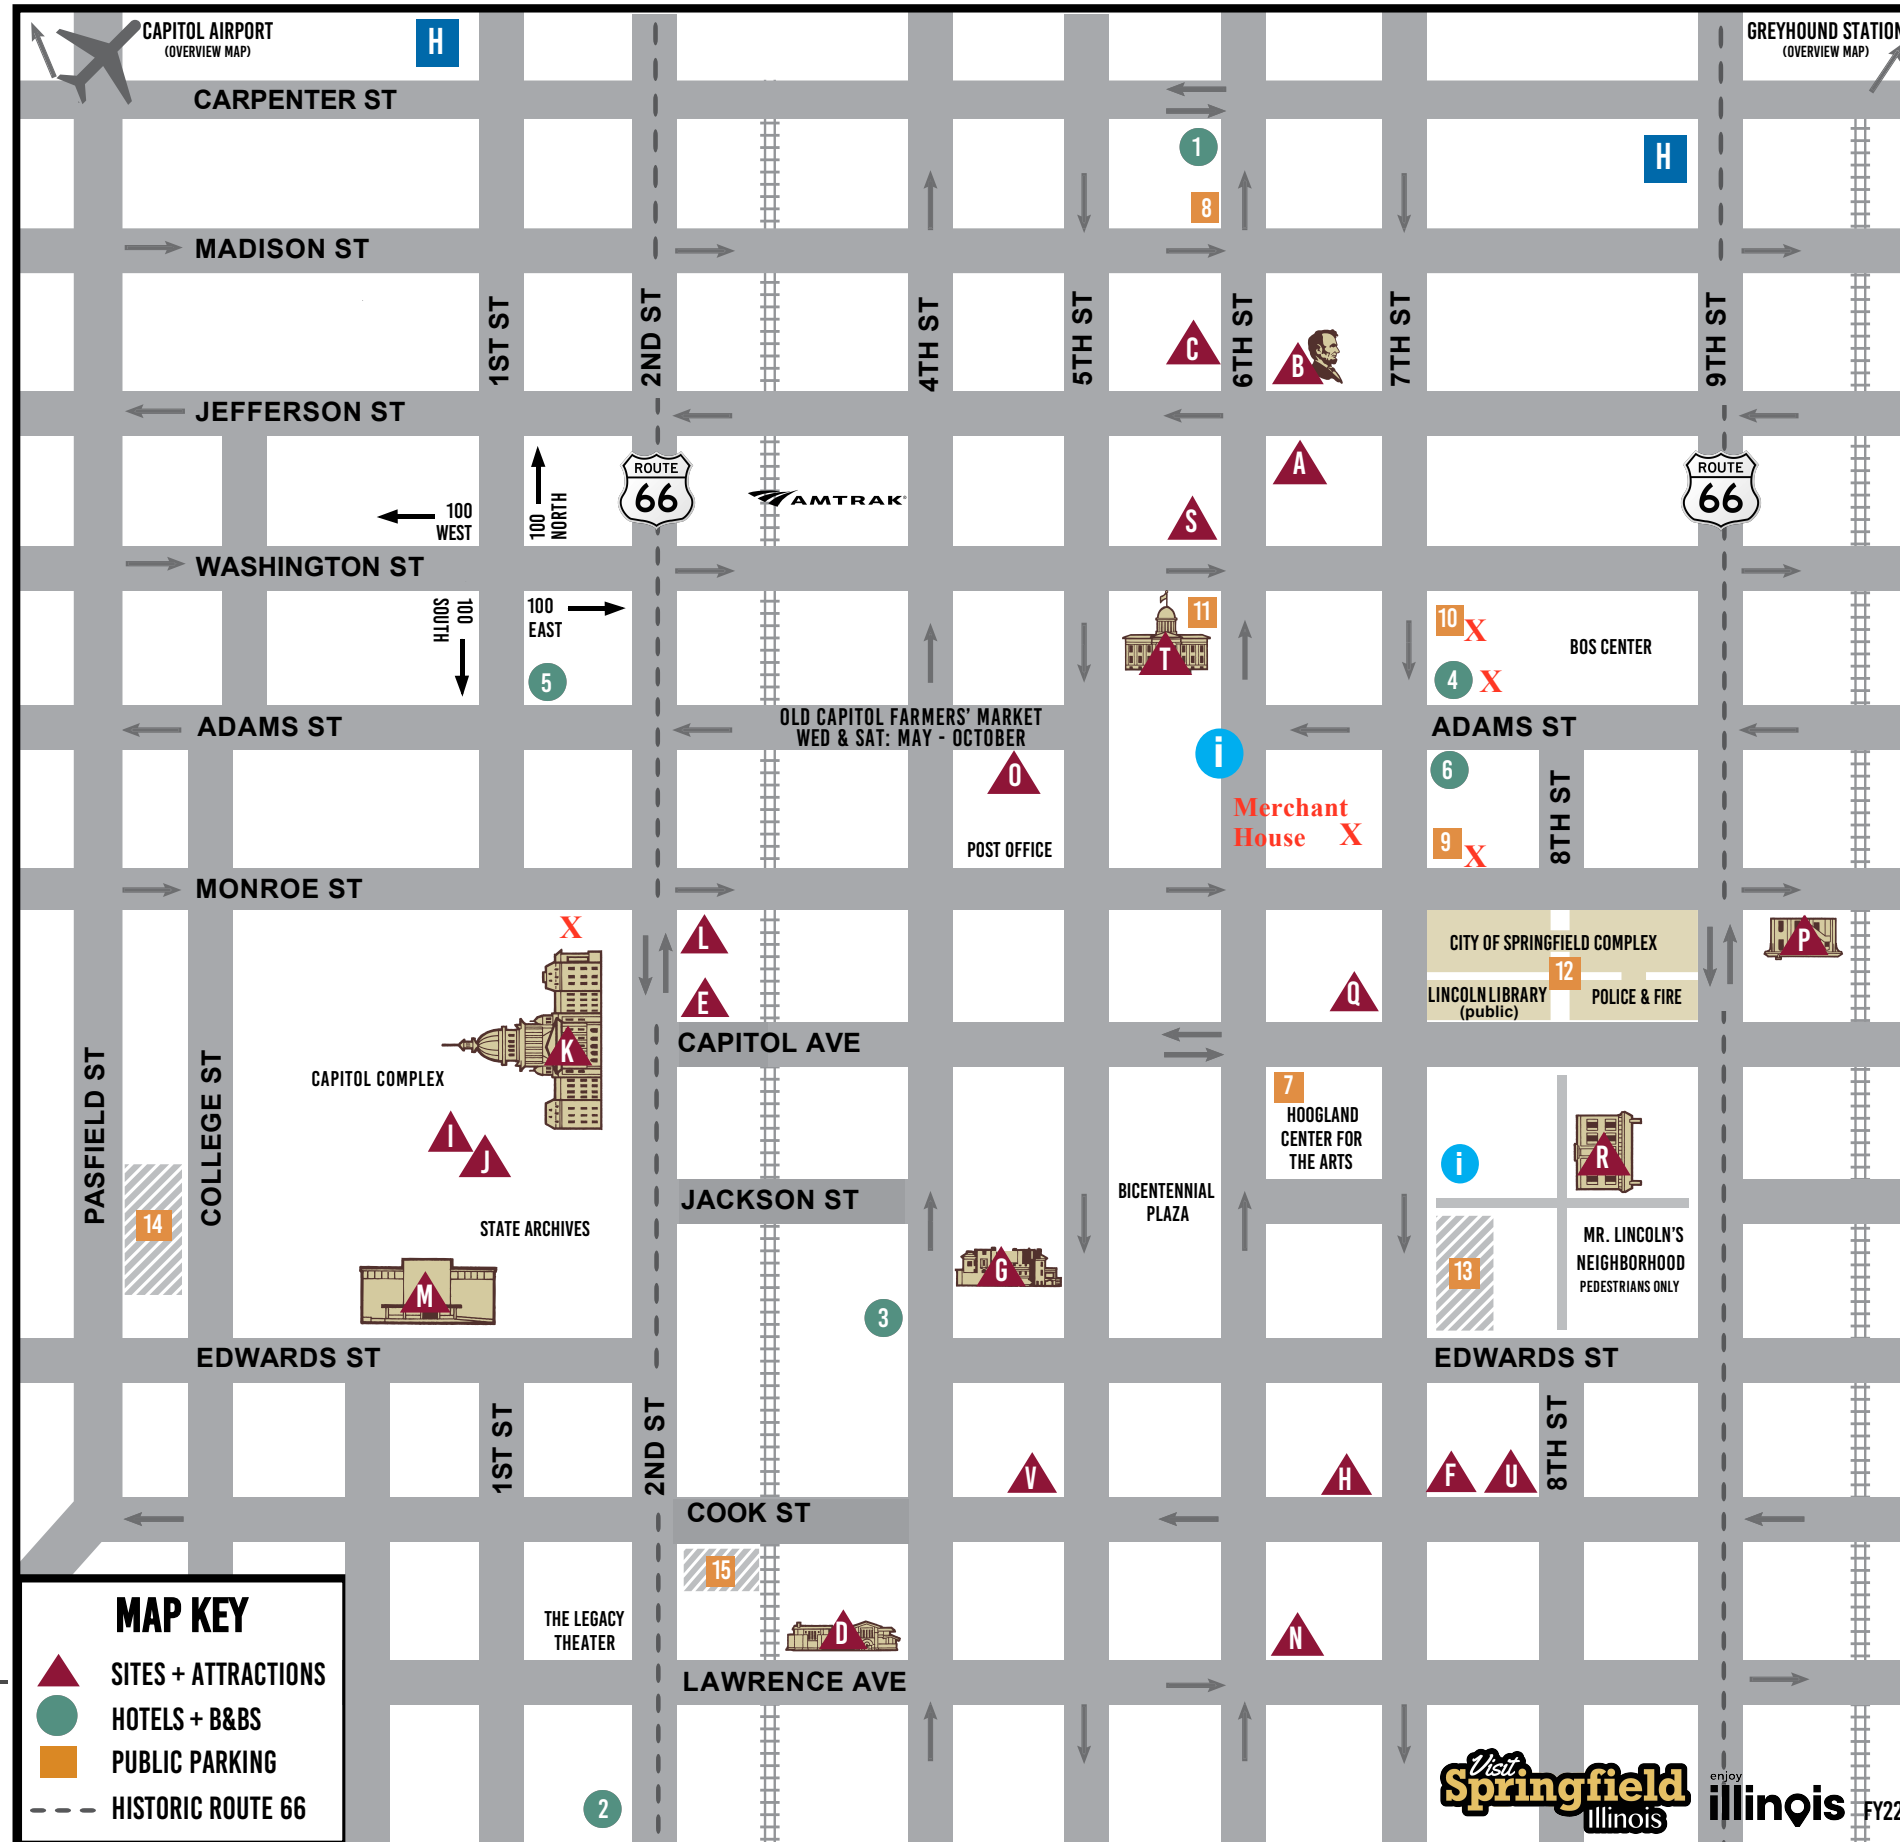 CAPITOL AIRPORT
(OVERVIEW MAP)
H
GREYHOUND STATION
(OVERVIEW MAP)
CARPENTER ST
1
H
8
MADISON ST
1ST ST
2ND ST
4TH ST
5TH ST
6TH ST
7TH ST
9TH ST
C
B
JEFFERSON ST
A
ROUTE
66
ROUTE
66
100
WEST
100
NORTH
AMTRAK
S
WASHINGTON ST
100
SOUTH
100
EAST
5
11
T
10 X
4 X
BOS CENTER
ADAMS ST
OLD CAPITOL FARMERS' MARKET
WED & SAT: MAY - OCTOBER
ADAMS ST
O
i
6
Merchant
House X
8TH ST
POST OFFICE
9 X
MONROE ST
X
L
E
K
CITY OF SPRINGFIELD COMPLEX
12
LINCOLN LIBRARY
(public)
POLICE & FIRE
P
Q
CAPITOL AVE
PASFIELD ST
COLLEGE ST
CAPITOL COMPLEX
I
J
7
HOOGLAND
CENTER FOR
THE ARTS
i
R
JACKSON ST
BICENTENNIAL
PLAZA
14
STATE ARCHIVES
MR. LINCOLN'S
NEIGHBORHOOD
PEDESTRIANS ONLY
13
G
M
3
EDWARDS ST
EDWARDS ST
1ST ST
2ND ST
8TH ST
V
H
F
U
COOK ST
15
THE LEGACY
THEATER
D
N
LAWRENCE AVE
MAP KEY
SITES + ATTRACTIONS
HOTELS + B&BS
PUBLIC PARKING
HISTORIC ROUTE 66
2
Visit
Springfield
Illinois
enjoy
illinois
FY22